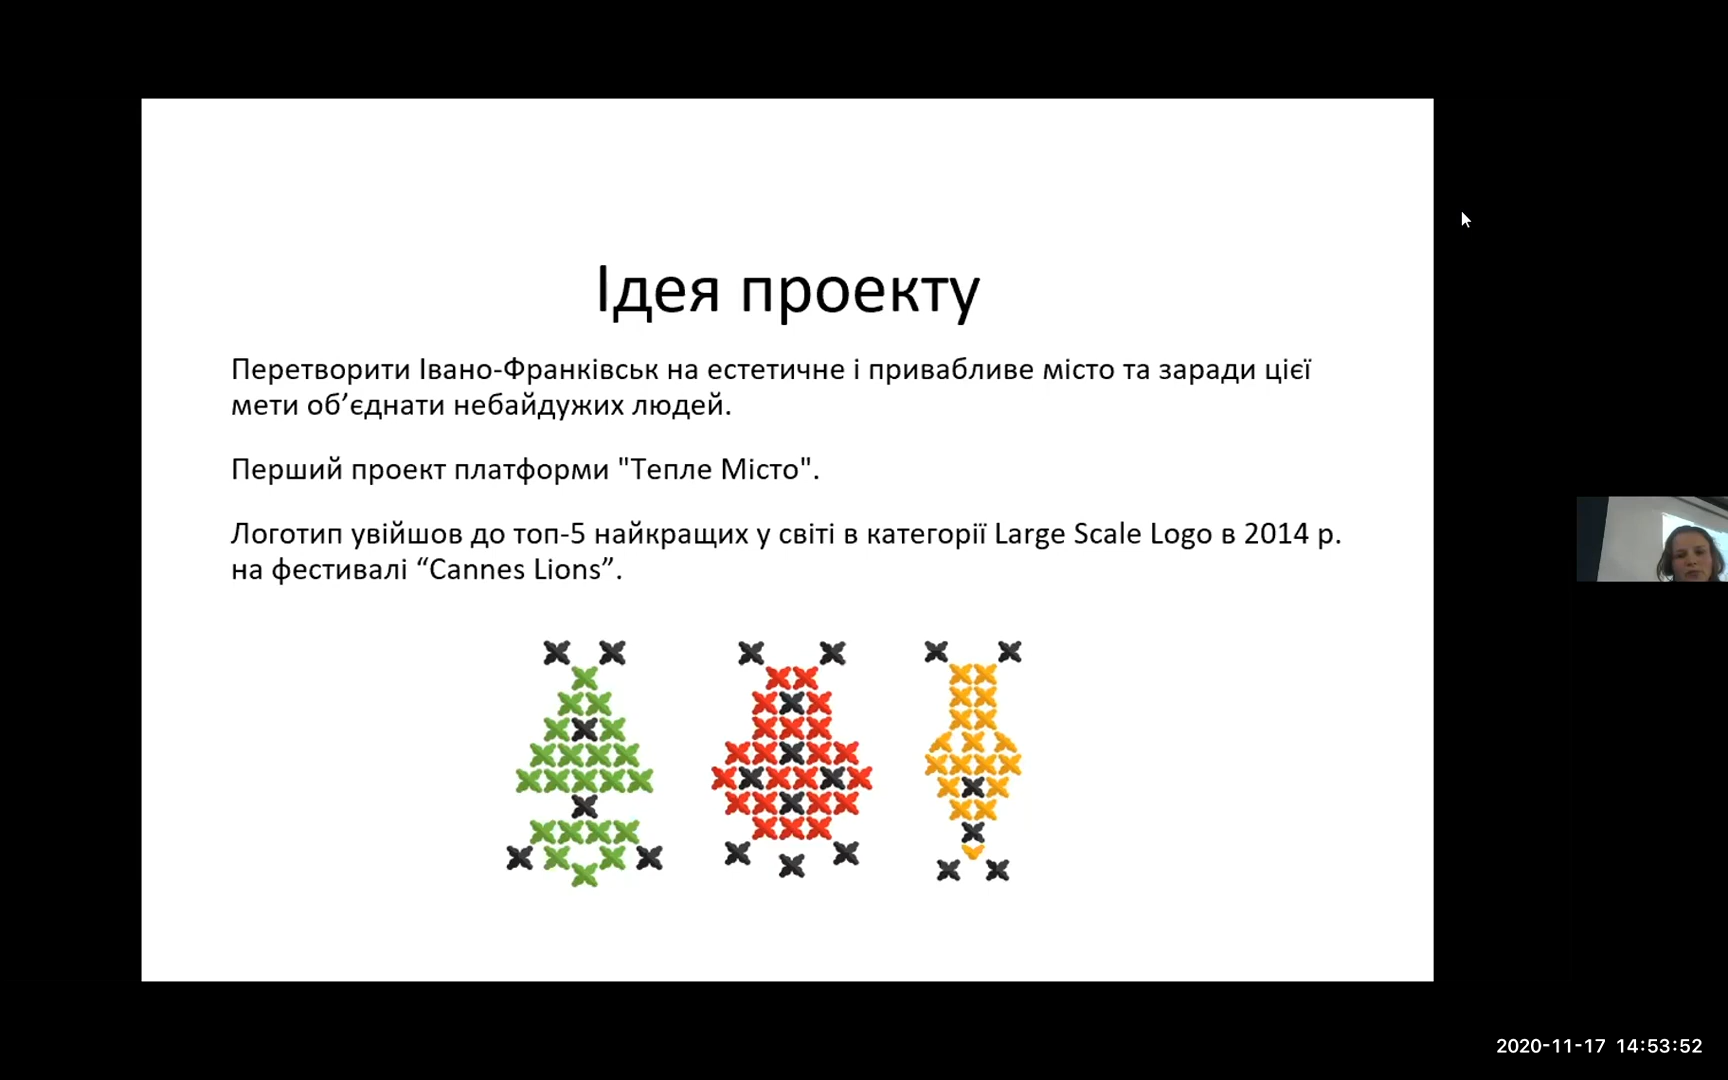 Ідея проекту
Перетворити Івано-Франківськ на естетичне і привабливе місто та заради цієї
мети об’єднати небайдужих людей.
Перший проект платформи "Тепле Місто".
Логотип увійшов до топ-5 найкращих у світі в категорії Large Scale Logo в 2014 р.
на фестивалі “Cannes Lions”.
2020-11-17 14:53:52